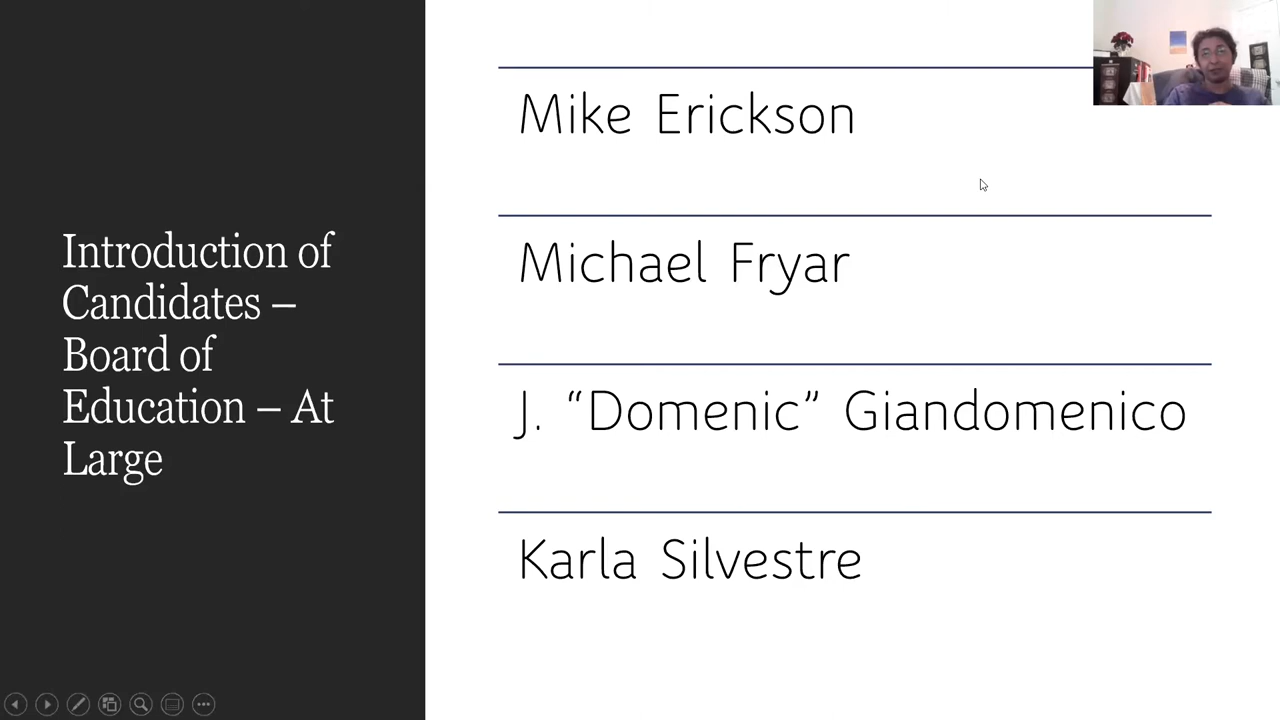 Introduction of
Candidates –
Board of
Education – At
Large
Mike Erickson
Michael Fryar
J. “Domenic” Giandomenico
Karla Silvestre